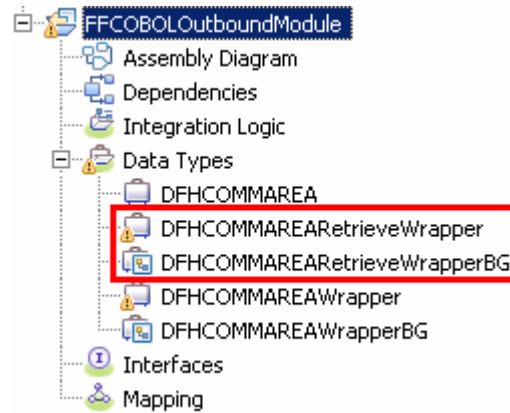 FFCOBOLOutboundModule
Assembly Diagram
Dependencies
Integration Logic
Data Types
DFHCOMMAREA
DFHCOMMAREARetrieveWrapper
DFHCOMMAREARetrieveWrapperBG
DFHCOMMAREAWrapper
DFHCOMMAREAWrapperBG
Interfaces
Mapping